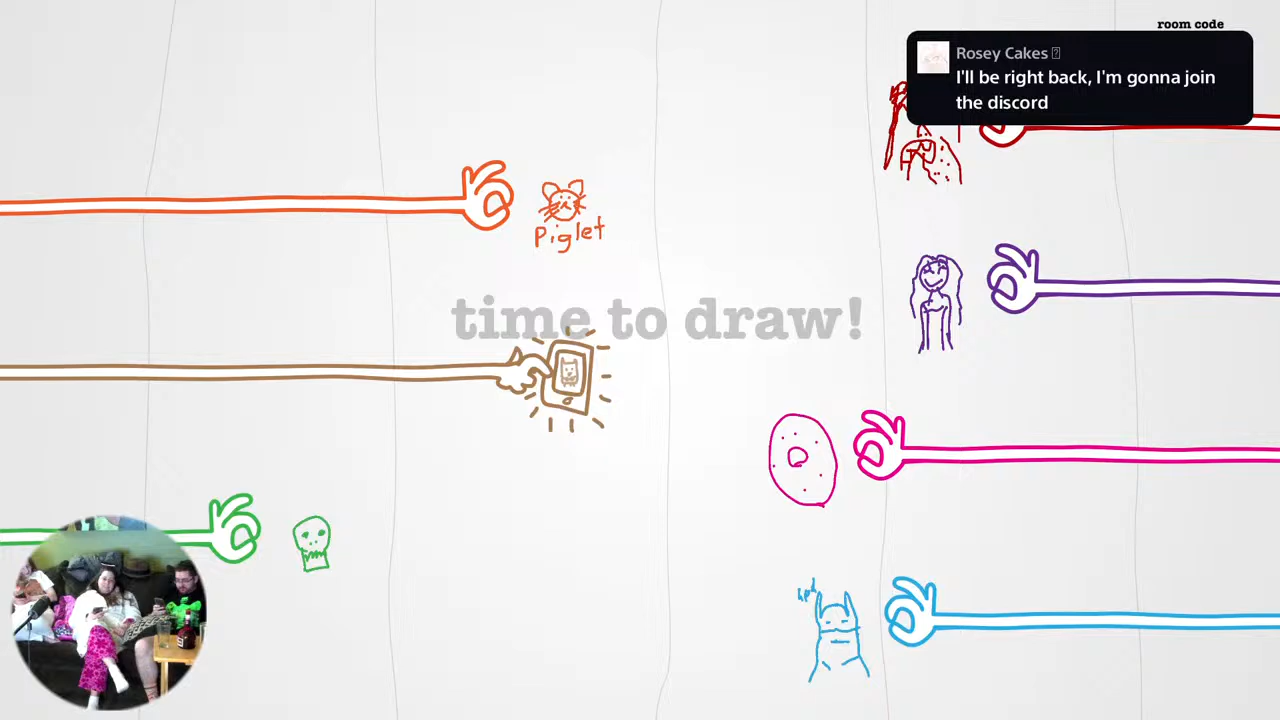 room code
Rosey Cakes
I'll be right back, I'm gonna join
the discord
Piglet
time to draw!